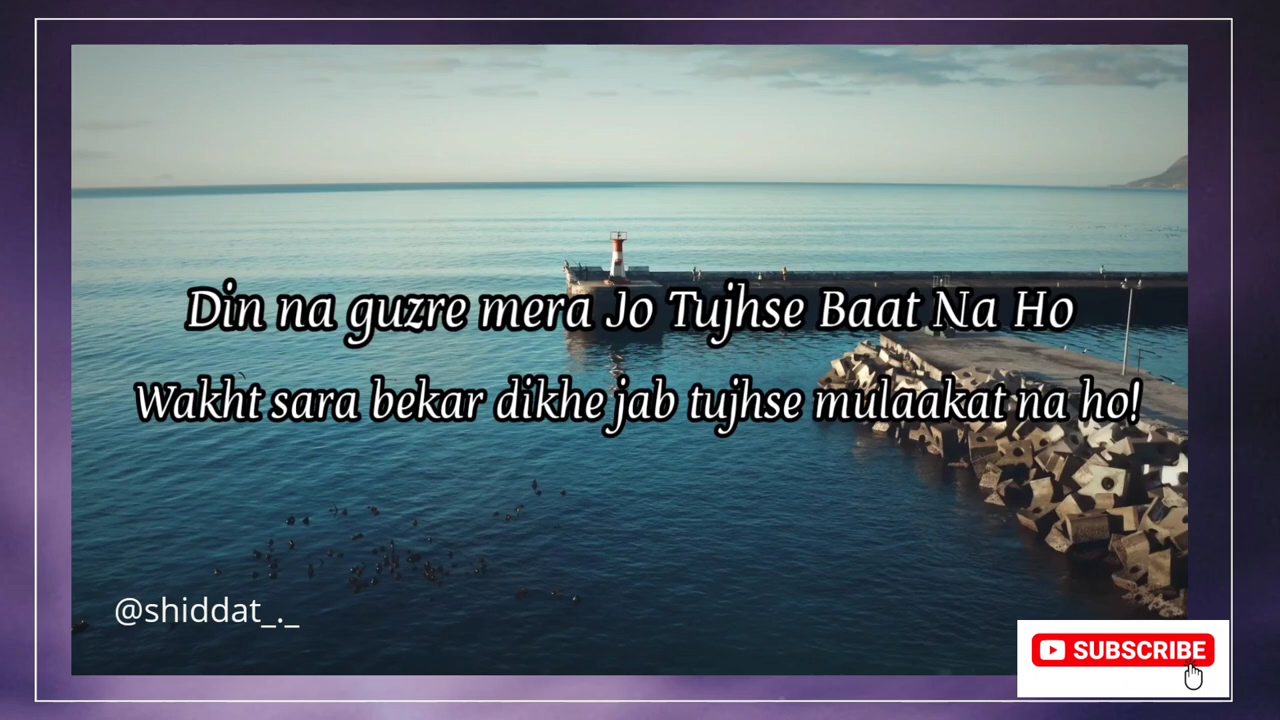 Din na guzre mera Jo Tujhse Baat Na Ho
Wakht sara bekar dikhe jab tujhse mulaakat na ho!
@shiddat_._
SUBSCRIBE